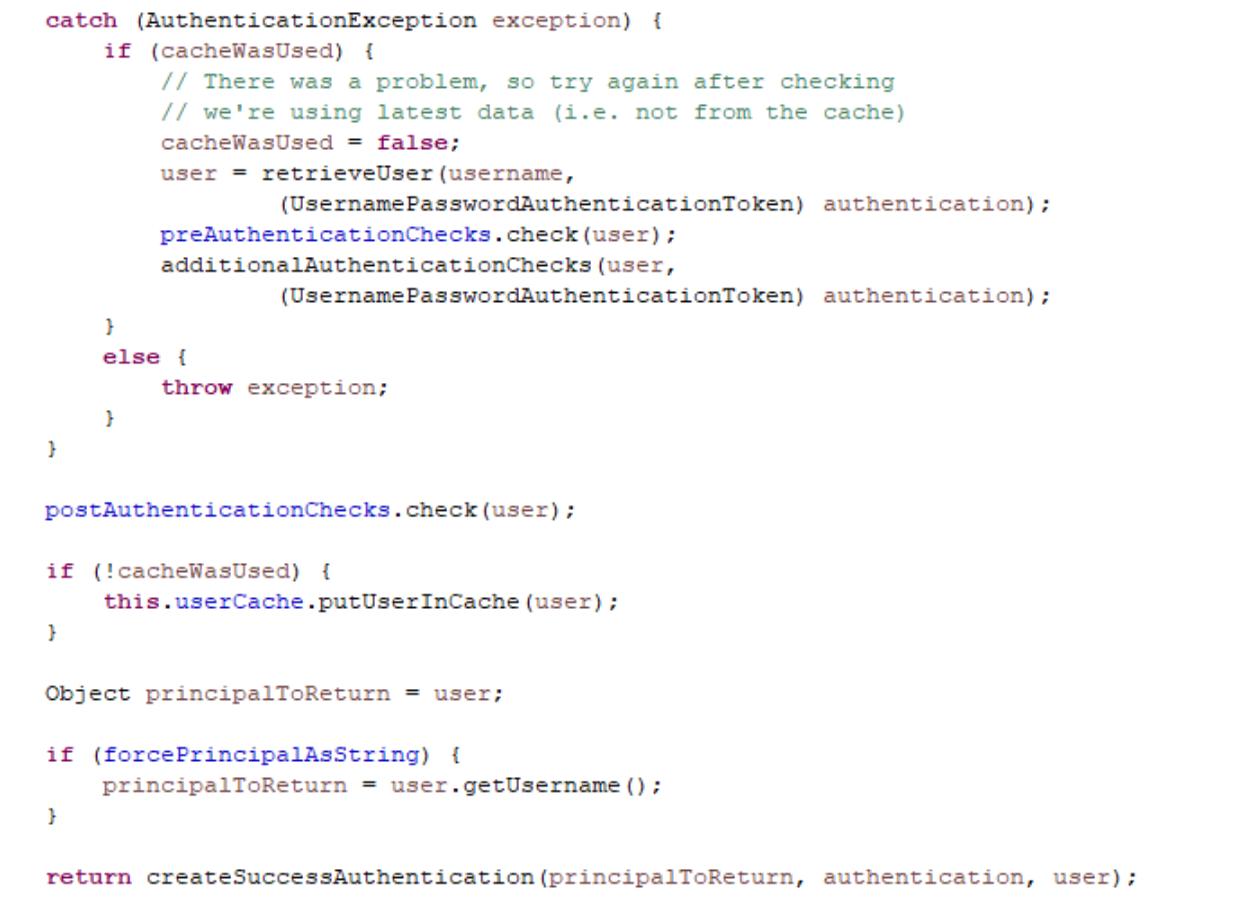 catch (AuthenticationException exception) {
if (cacheWasUsed) {
// There was a problem, so try again after checking
// we're using latest data (i.e. not from the cache)
cacheWasUsed = false;
user = retrieveUser(username,
(UsernamePasswordAuthenticationToken) authentication);
preAuthenticationChecks.check(user);
additionalAuthenticationChecks(user,
(UsernamePasswordAuthenticationToken) authentication);
}
else {
throw exception;
}
}
postAuthenticationChecks.check(user);
if (!cacheWasUsed) {
this.userCache.putUserInCache(user);
}
Object principalToReturn = user;
if (forcePrincipalAsString) {
principalToReturn = user.getUsername();
}
return createSuccessAuthentication(principalToReturn, authentication, user);